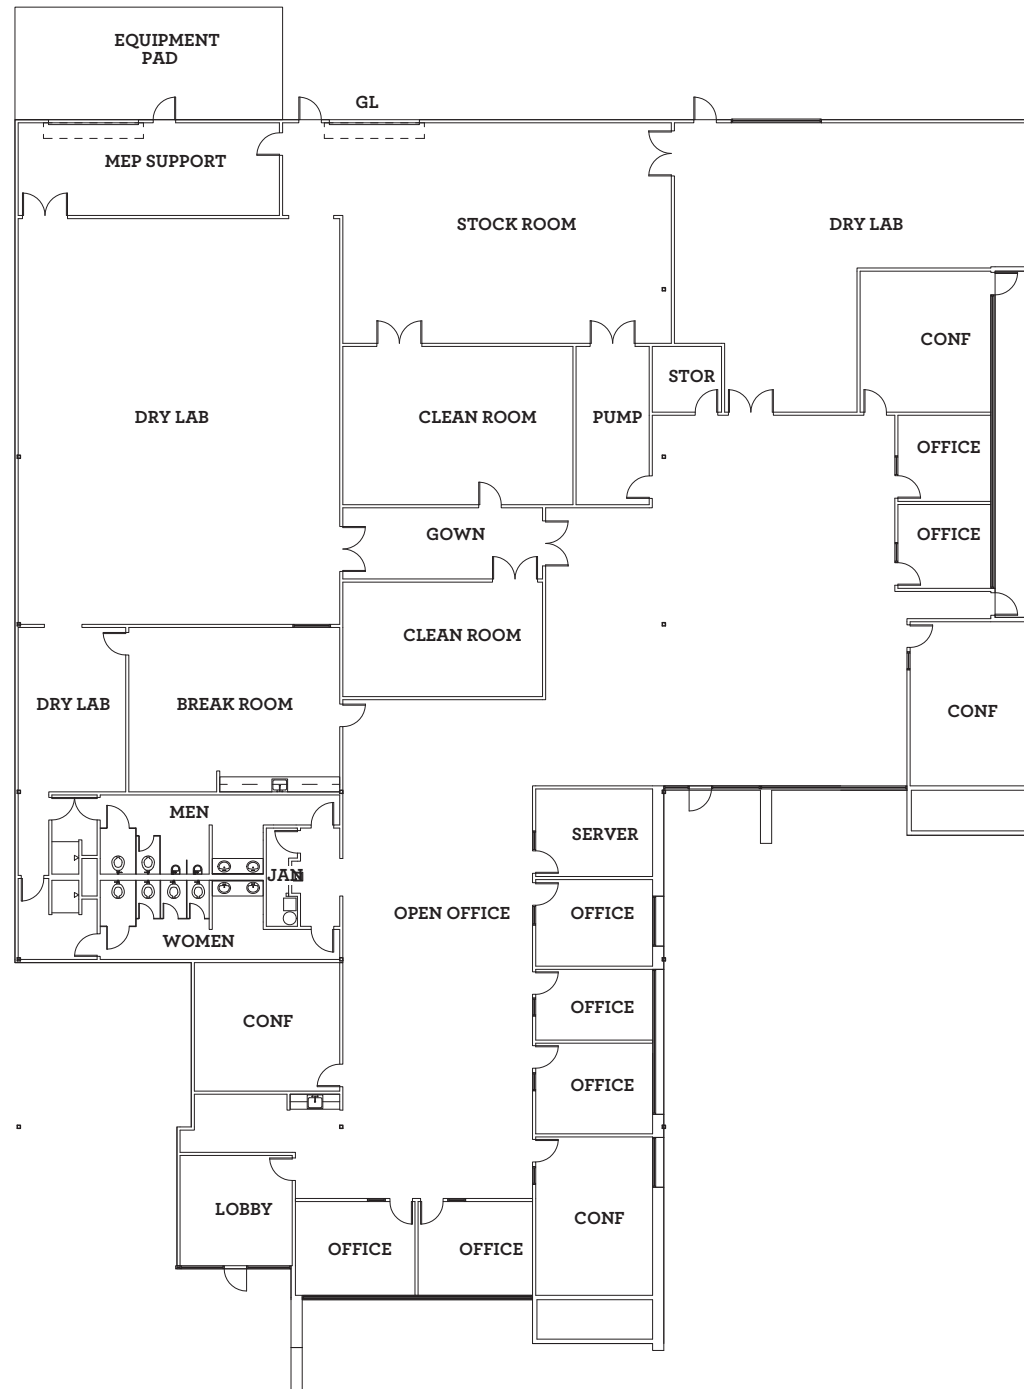 EQUIPMENT
PAD
GL
MEP SUPPORT
STOCK ROOM
DRY LAB
CONF
STOR
DRY LAB
CLEAN ROOM
PUMP
OFFICE
GOWN
OFFICE
CLEAN ROOM
DRY LAB
BREAK ROOM
CONF
MEN
SERVER
JAN
OPEN OFFICE
OFFICE
WOMEN
OFFICE
CONF
OFFICE
LOBBY
CONF
OFFICE
OFFICE